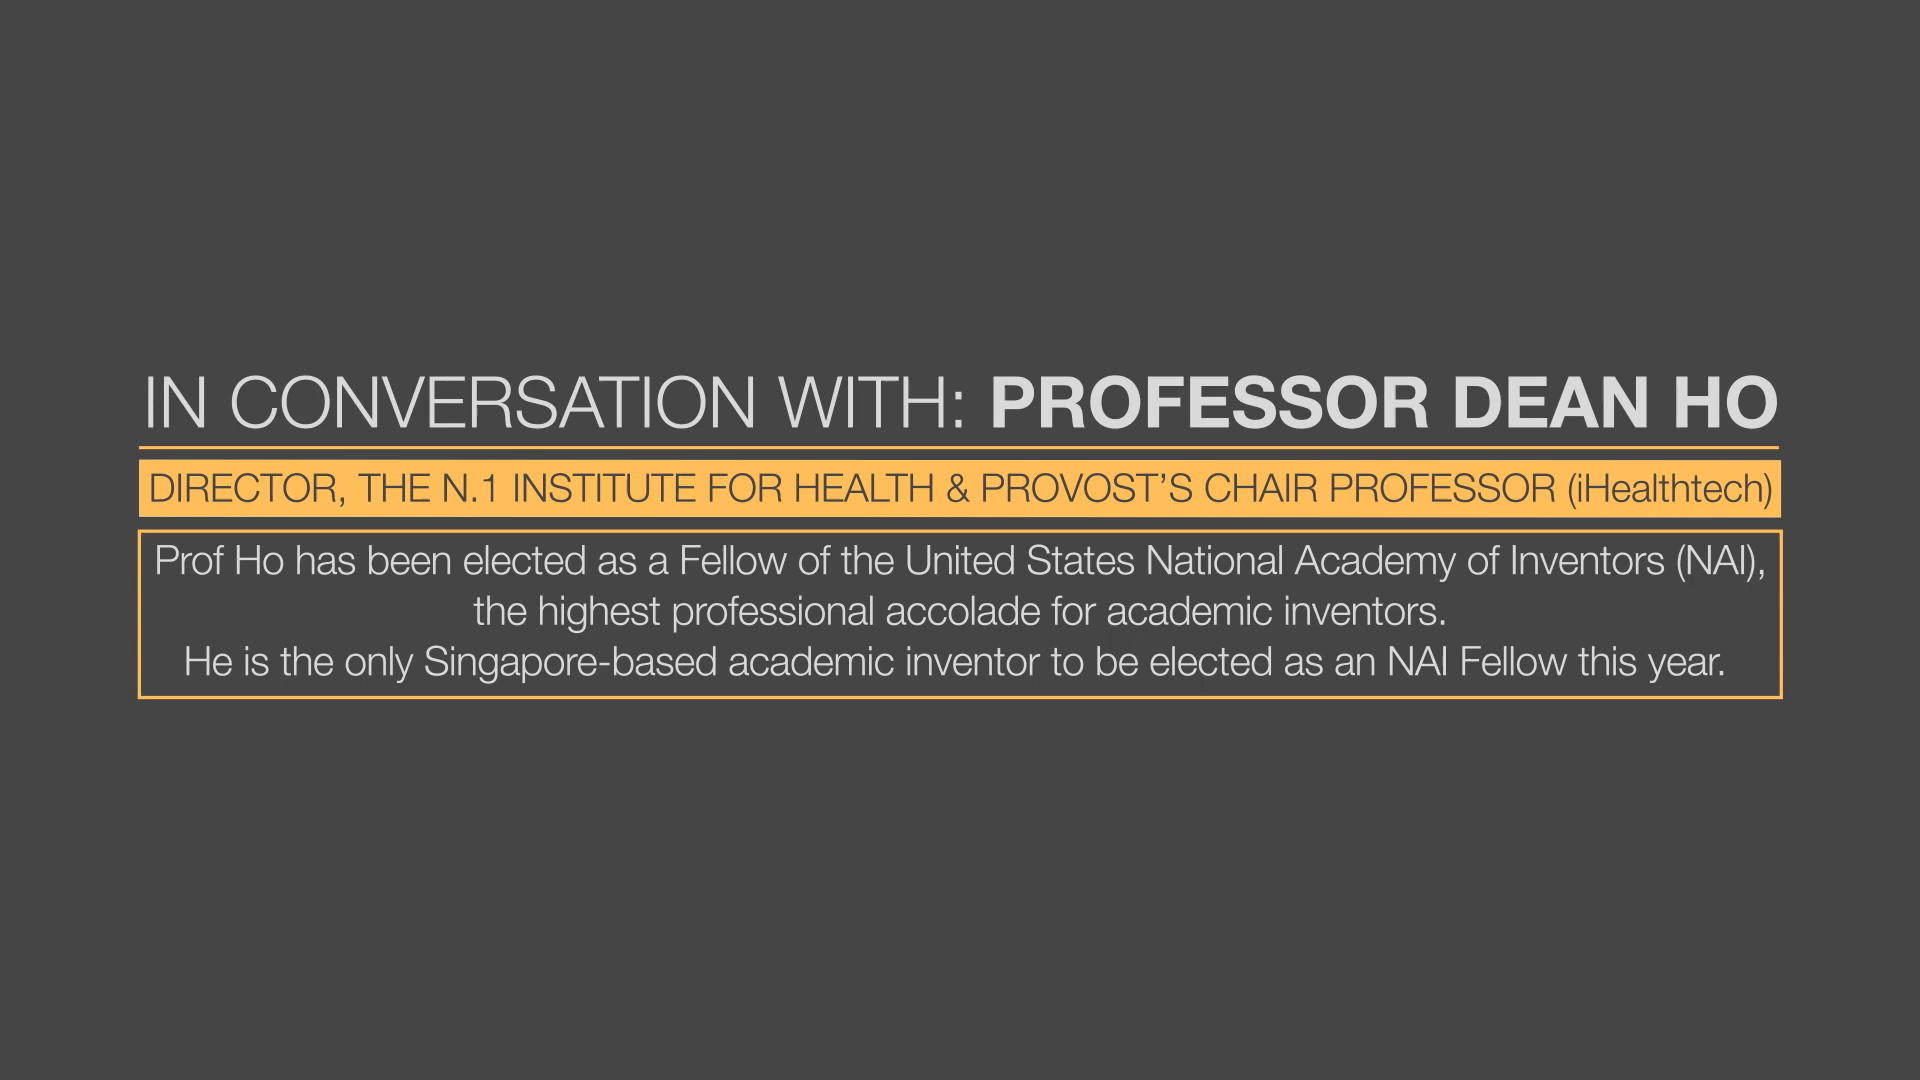 IN CONVERSATION WITH: PROFESSOR DEAN HO
DIRECTOR, THE N.1 INSTITUTE FOR HEALTH & PROVOST’S CHAIR PROFESSOR (iHealthtech)
Prof Ho has been elected as a Fellow of the United States National Academy of Inventors (NAI),
the highest professional accolade for academic inventors.
He is the only Singapore-based academic inventor to be elected as an NAI Fellow this year.